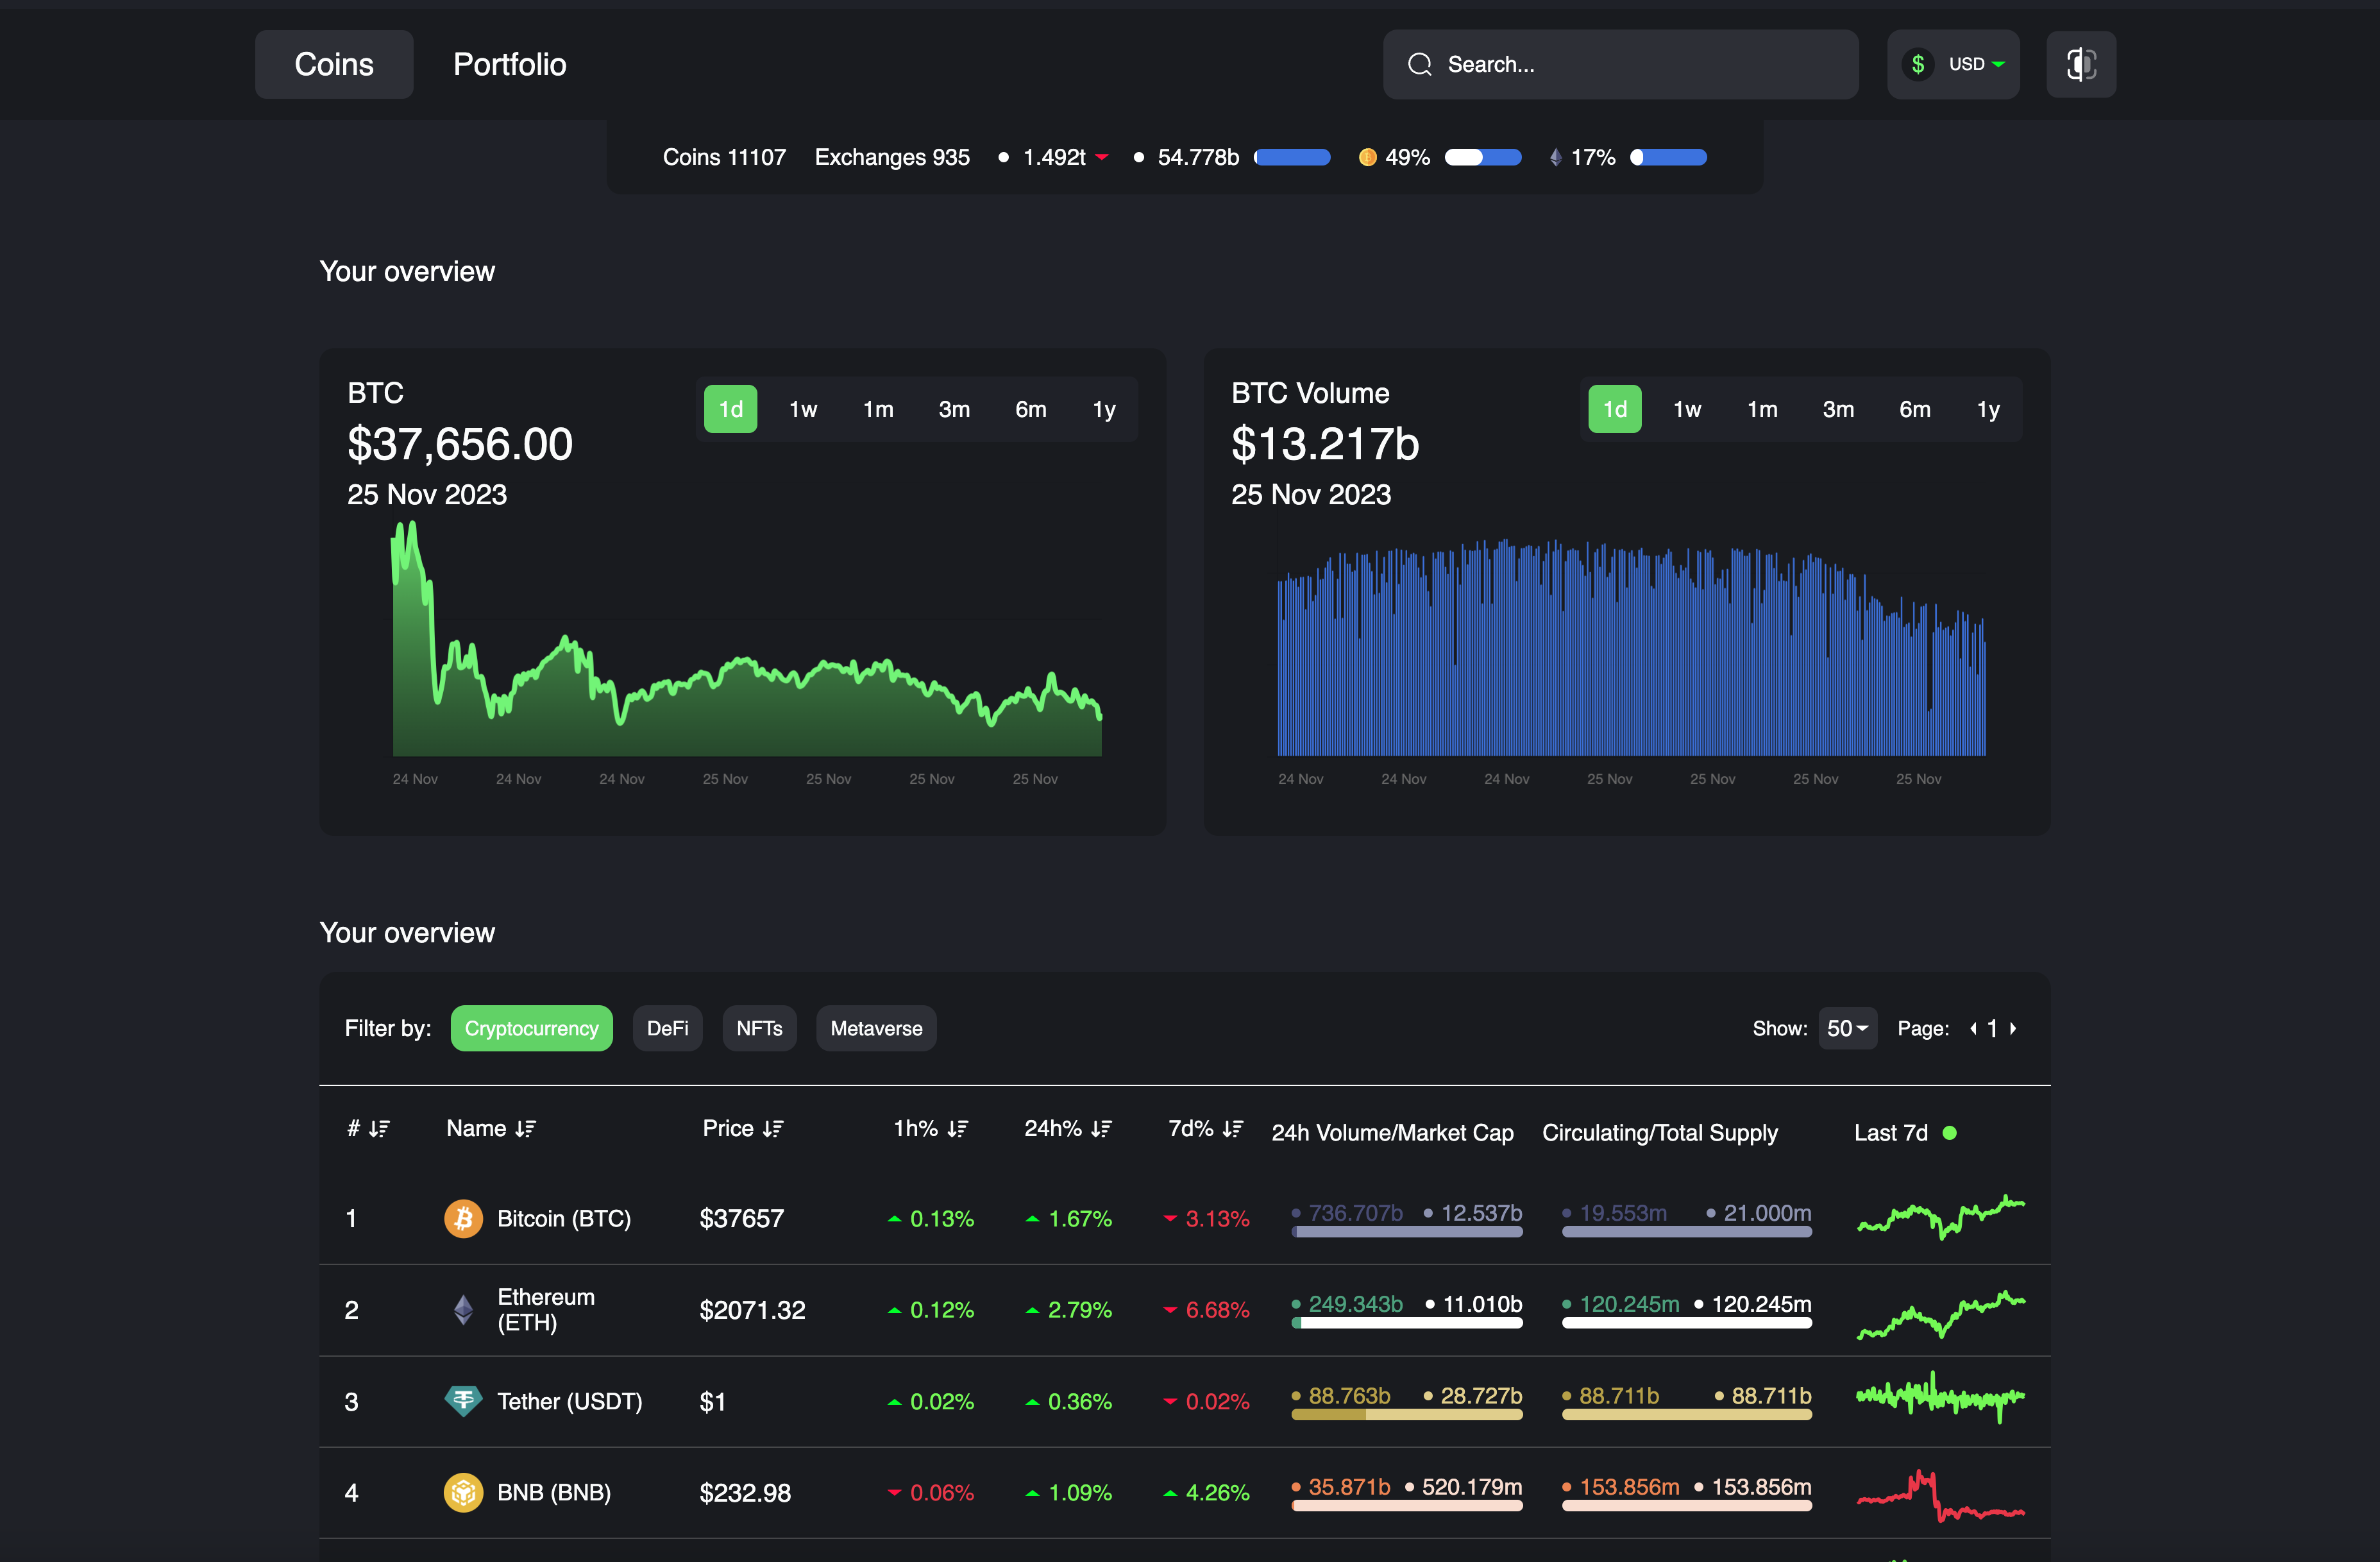 Coins Portfolio Search... $ USD
Coins 11107 Exchanges 935 1.492t 54.778b 49% 17%
Your overview
BTC
$37,656.00
25 Nov 2023
1d 1w 1m 3m 6m 1y
24 Nov 24 Nov 24 Nov 25 Nov 25 Nov 25 Nov 25 Nov
BTC Volume
$13.217b
25 Nov 2023
1d 1w 1m 3m 6m 1y
24 Nov 24 Nov 24 Nov 25 Nov 25 Nov 25 Nov 25 Nov
Your overview
Filter by: Cryptocurrency DeFi NFTs Metaverse Show: 50 Page: 1
# Name Price 1h% 24h% 7d% 24h Volume/Market Cap Circulating/Total Supply Last 7d
1 Bitcoin (BTC) $37657 0.13% 1.67% 3.13% 736.707b 12.537b 19.553m 21.000m
2 Ethereum (ETH) $2071.32 0.12% 2.79% 6.68% 249.343b 11.010b 120.245m 120.245m
3 Tether (USDT) $1 0.02% 0.36% 0.02% 88.763b 28.727b 88.711b 88.711b
4 BNB (BNB) $232.98 0.06% 1.09% 4.26% 35.871b 520.179m 153.856m 153.856m